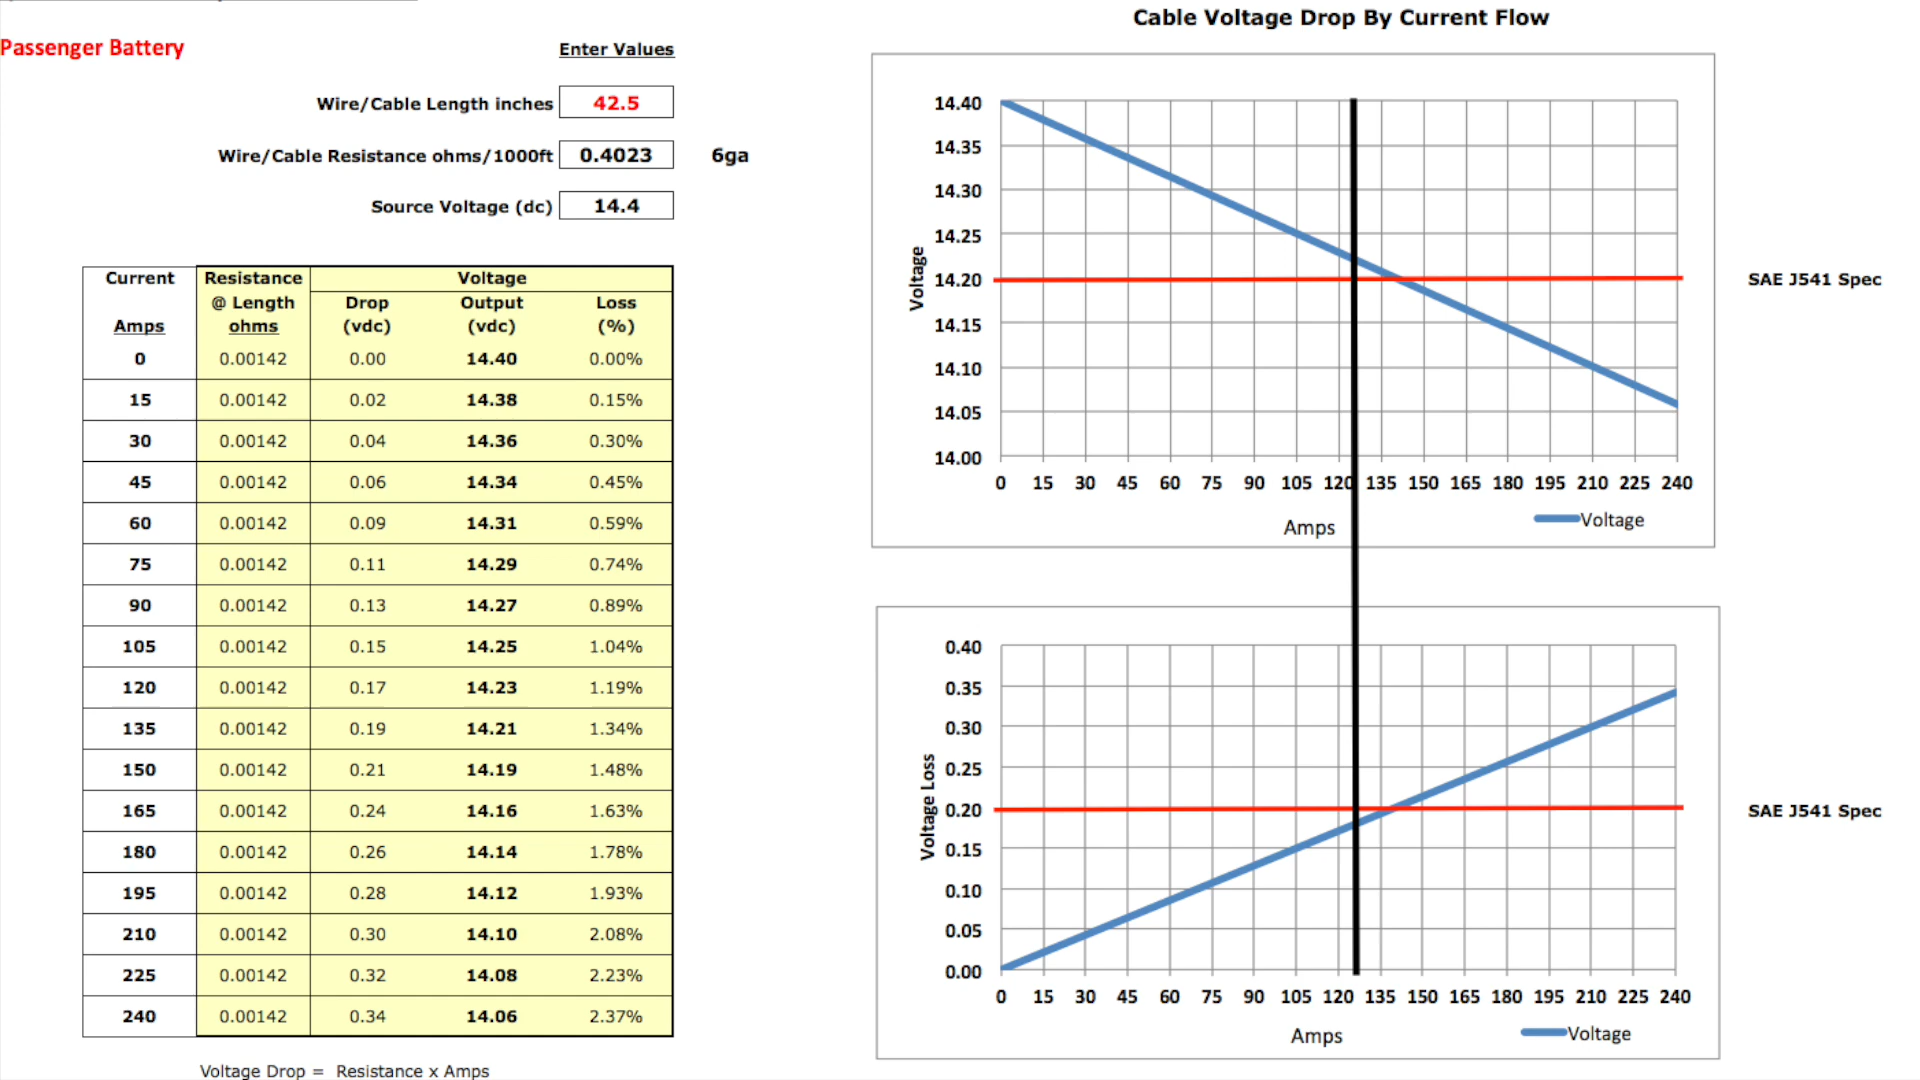 Cable Voltage Drop By Current Flow
Passenger Battery
Enter Values
Wire/Cable Length inches 42.5
Wire/Cable Resistance ohms/1000ft 0.4023 6ga
Source Voltage (dc) 14.4
Current Resistance Voltage
@ Length Drop Output Loss
Amps ohms (vdc) (vdc) (%)
0 0.00142 0.00 14.40 0.00%
15 0.00142 0.02 14.38 0.15%
30 0.00142 0.04 14.36 0.30%
45 0.00142 0.06 14.34 0.45%
60 0.00142 0.09 14.31 0.59%
75 0.00142 0.11 14.29 0.74%
90 0.00142 0.13 14.27 0.89%
105 0.00142 0.15 14.25 1.04%
120 0.00142 0.17 14.23 1.19%
135 0.00142 0.19 14.21 1.34%
150 0.00142 0.21 14.19 1.48%
165 0.00142 0.24 14.16 1.63%
180 0.00142 0.26 14.14 1.78%
195 0.00142 0.28 14.12 1.93%
210 0.00142 0.30 14.10 2.08%
225 0.00142 0.32 14.08 2.23%
240 0.00142 0.34 14.06 2.37%
Voltage Drop = Resistance x Amps
Voltage
14.40
14.35
14.30
14.25
14.20
14.15
14.10
14.05
14.00
0 15 30 45 60 75 90 105 120 135 150 165 180 195 210 225 240
Amps
Voltage
SAE J541 Spec
Voltage Loss
0.40
0.35
0.30
0.25
0.20
0.15
0.10
0.05
0.00
0 15 30 45 60 75 90 105 120 135 150 165 180 195 210 225 240
Amps
Voltage
SAE J541 Spec